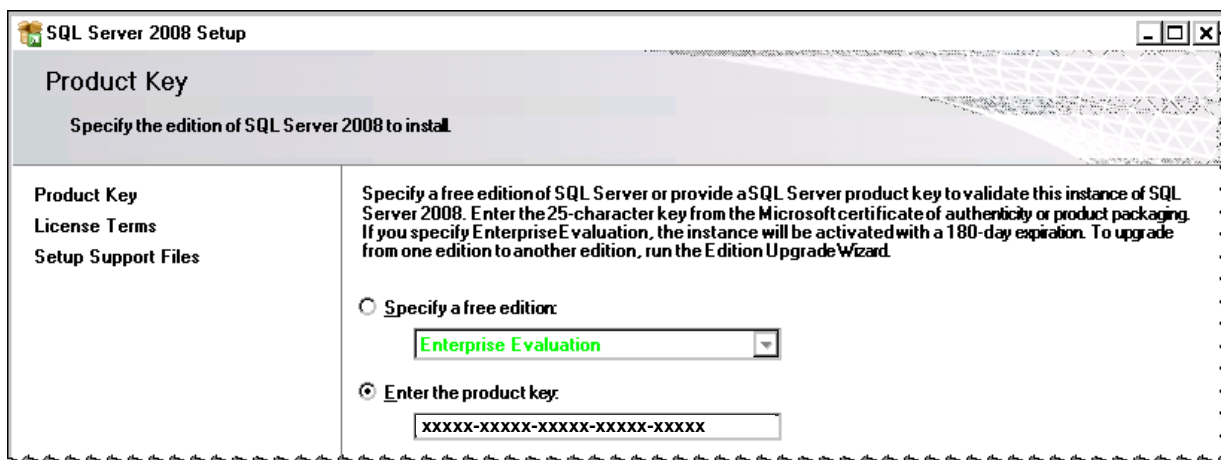 SQL Server 2008 Setup
Product Key
Specify the edition of SQL Server 2008 to install.
Product Key
License Terms
Setup Support Files
Specify a free edition of SQL Server or provide a SQL Server product key to validate this instance of SQL
Server 2008. Enter the 25-character key from the Microsoft certificate of authenticity or product packaging.
If you specify Enterprise Evaluation, the instance will be activated with a 180-day expiration. To upgrade
from one edition to another edition, run the Edition Upgrade Wizard.
Specify a free edition:
Enterprise Evaluation
Enter the product key:
xxxxx-xxxxx-xxxxx-xxxxx-xxxxx